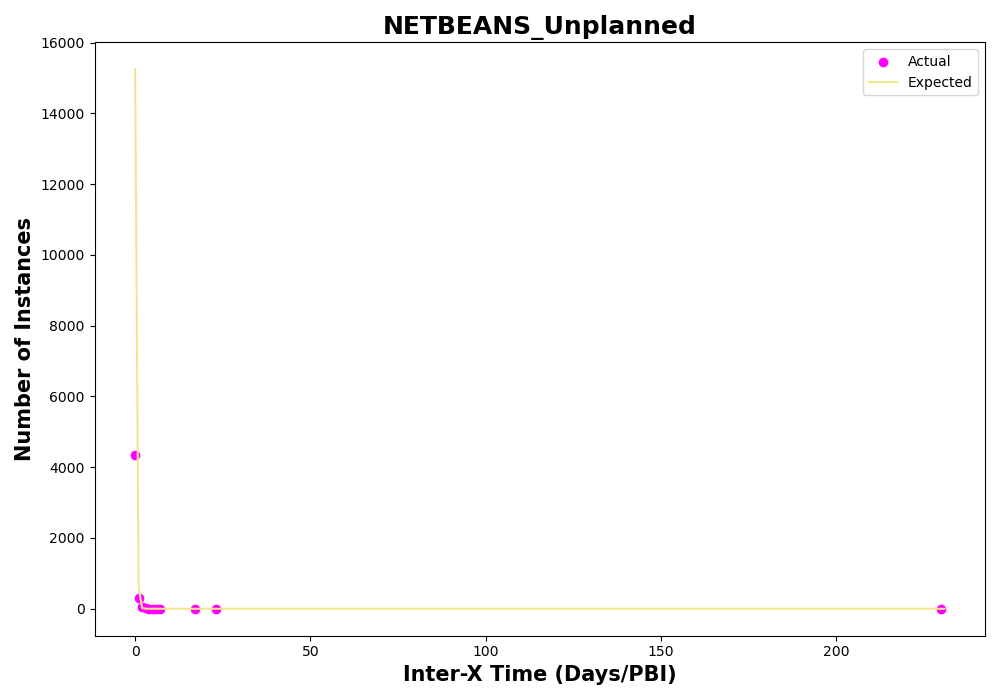 NETBEANS_Unplanned
16000
14000
12000
10000
8000
6000
4000
2000
0
Number of Instances
Actual
Expected
0
50
100
150
200
Inter-X Time (Days/PBI)